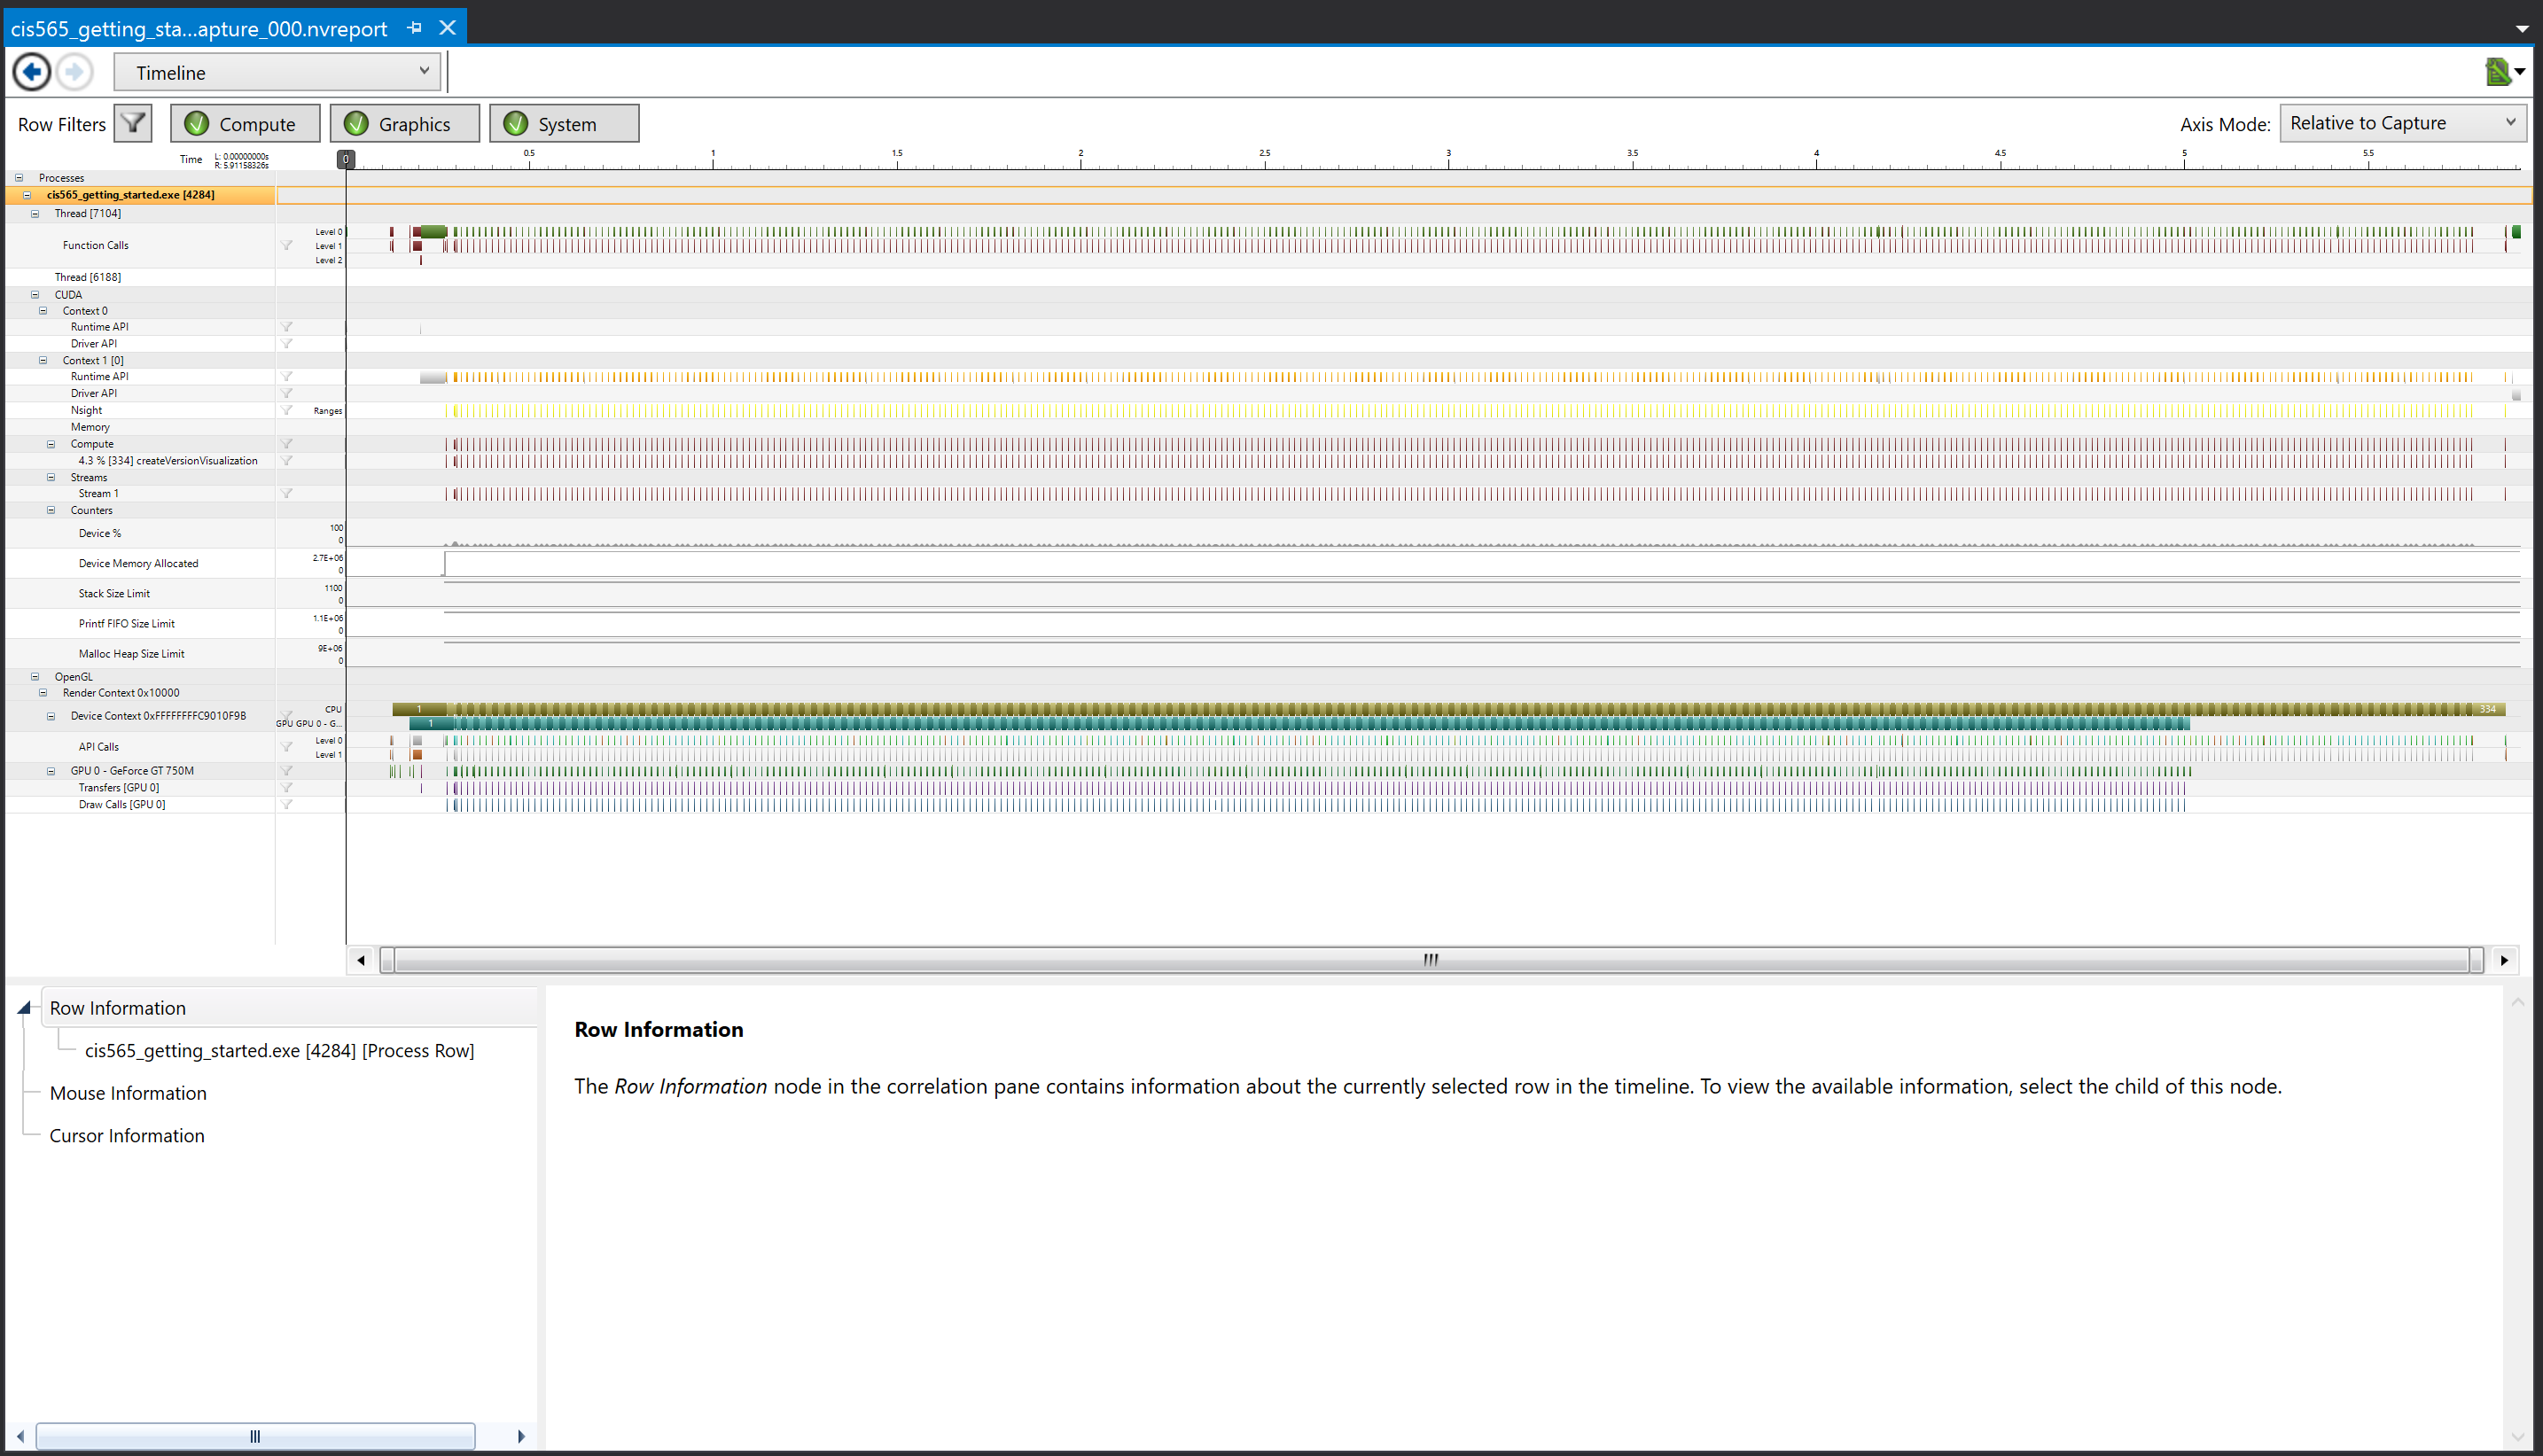 cis565_getting_sta...apture_000.nvreport
Timeline
Row Filters Compute Graphics System Axis Mode: Relative to Capture
Time L: 0.00000000s
R: 5.91158326s
0 0.5 1 1.5 2 2.5 3 3.5 4 4.5 5 5.5
Processes
cis565_getting_started.exe [4284]
Thread [7104]
Level 0
Function Calls Level 1
Level 2
Thread [6188]
CUDA
Context 0
Runtime API
Driver API
Context 1 [0]
Runtime API
Driver API
Nsight Ranges
Memory
Compute
4.3 % [334] createVersionVisualization
Streams
Stream 1
Counters
Device % 100
0
Device Memory Allocated 2.7E+06
0
Stack Size Limit 1100
0
Printf FIFO Size Limit 1.1E+06
0
Malloc Heap Size Limit 9E+06
0
OpenGL
Render Context 0x10000
Device Context 0xFFFFFFFFC9010F9B CPU 1 334
GPU GPU 0 - G... 1
API Calls Level 0
Level 1
GPU 0 - GeForce GT 750M
Transfers [GPU 0]
Draw Calls [GPU 0]
Row Information
cis565_getting_started.exe [4284] [Process Row]
Mouse Information
Cursor Information
Row Information
The Row Information node in the correlation pane contains information about the currently selected row in the timeline. To view the available information, select the child of this node.